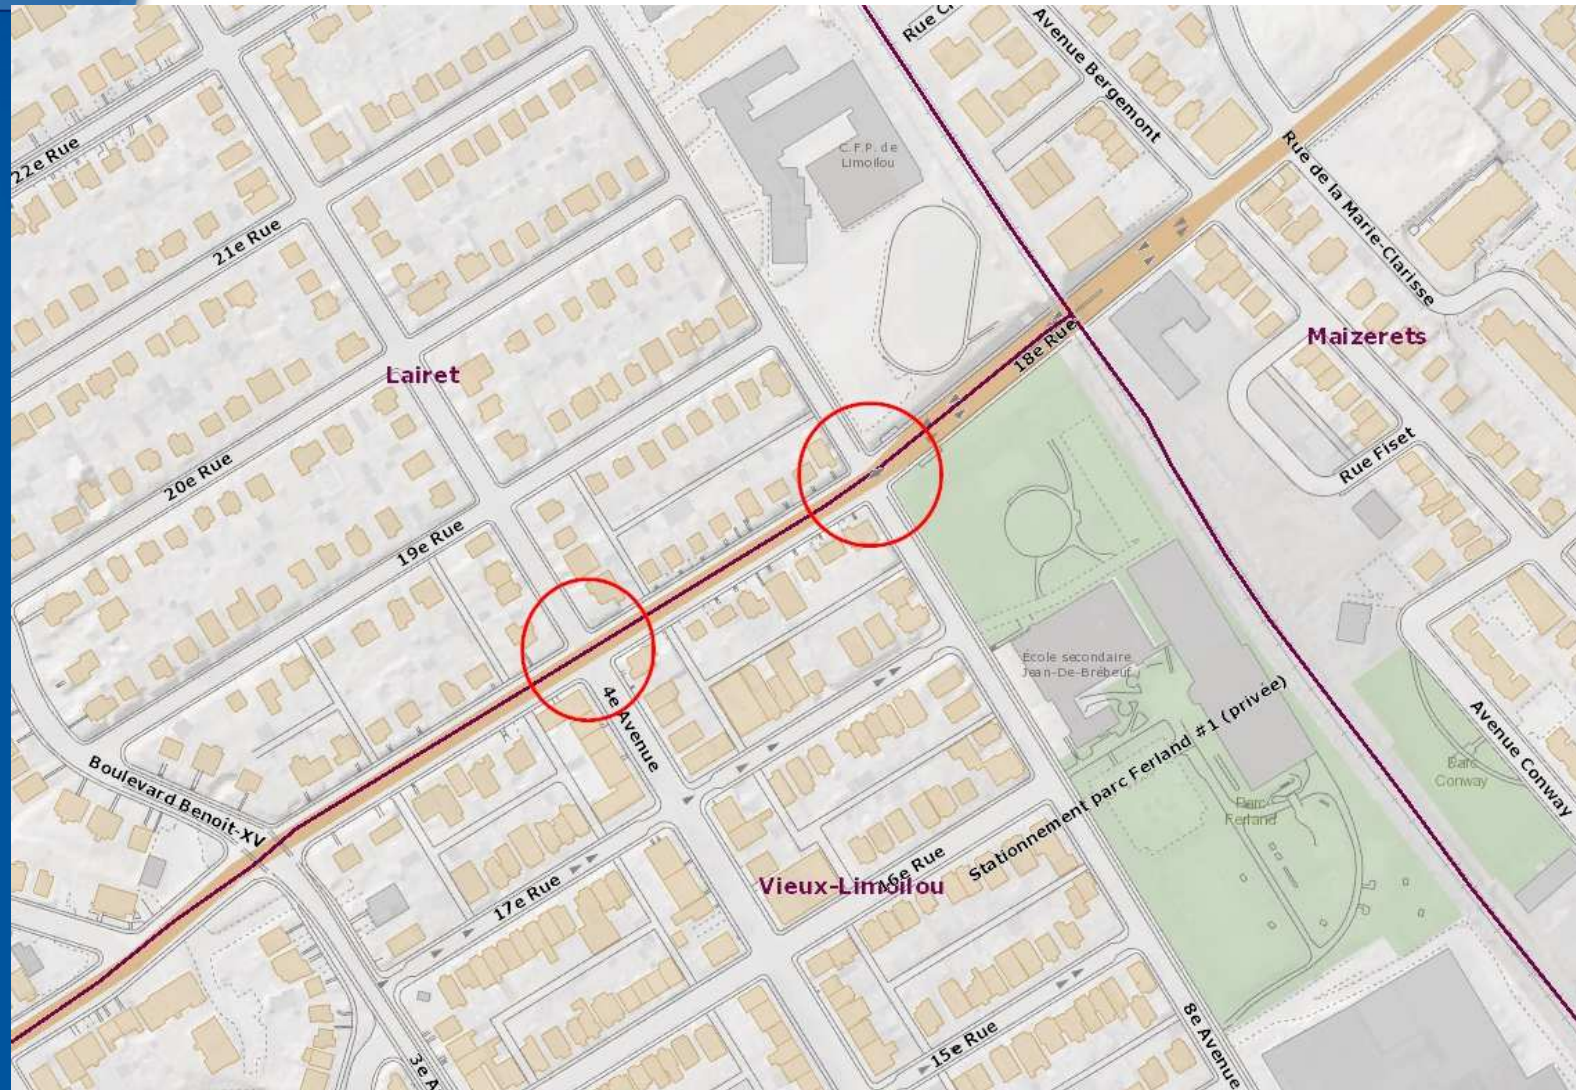 Rue C
Avenue Bergemont
22e Rue
C.F.P. de
Limoilou
Rue de la Marie-Clarisse
21e Rue
18e Rue
Maizerets
Lairet
Rue Fiset
20e Rue
19e Rue
École secondaire
Jean-De-Brébeuf
4e Avenue
Stationnement parc Ferland #1 (privée)
Avenue Conway
Parc
Conway
Boulevard Benoit-XV
Parc
Ferland
Vieux-Limoilou
16e Rue
17e Rue
15e Rue
8e Avenue
3e A